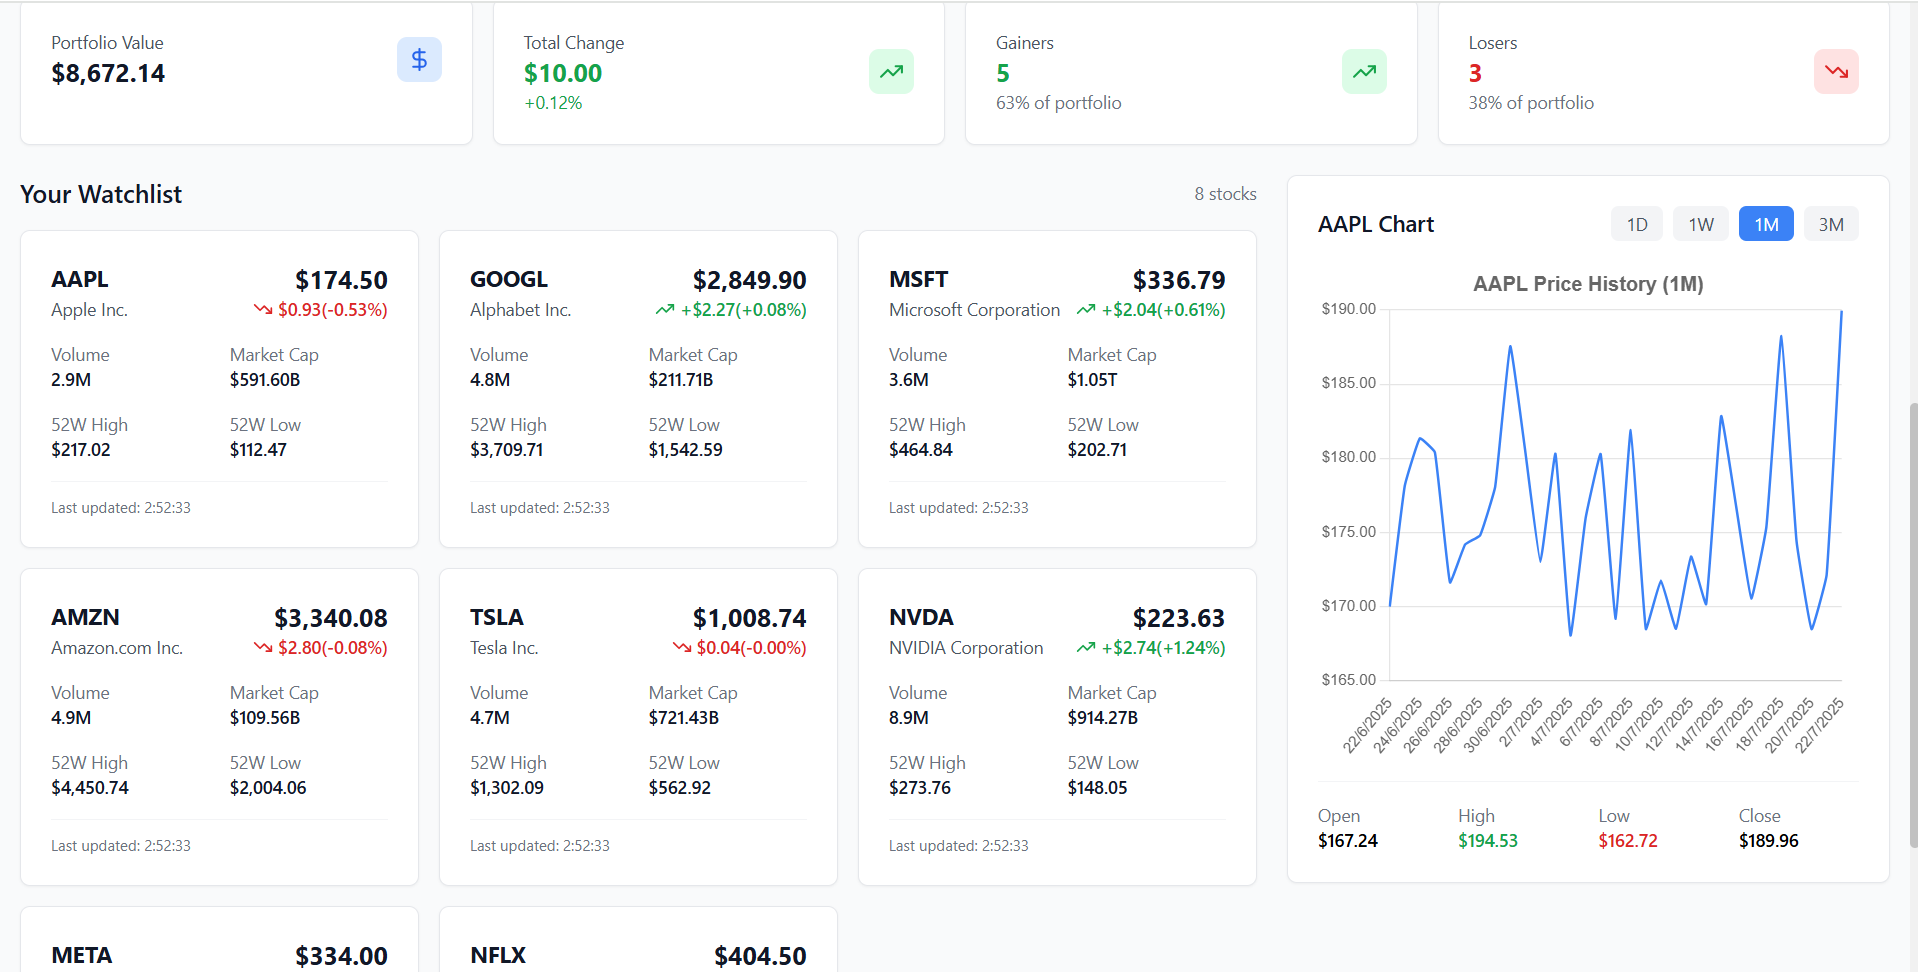 Portfolio Value
$8,672.14
Total Change
$10.00
+0.12%
Gainers
5
63% of portfolio
Losers
3
38% of portfolio
Your Watchlist
8 stocks
AAPL $174.50
Apple Inc. $0.93(-0.53%)
Volume Market Cap
2.9M $591.60B
52W High 52W Low
$217.02 $112.47
Last updated: 2:52:33
GOOGL $2,849.90
Alphabet Inc. +$2.27(+0.08%)
Volume Market Cap
4.8M $211.71B
52W High 52W Low
$3,709.71 $1,542.59
Last updated: 2:52:33
MSFT $336.79
Microsoft Corporation +$2.04(+0.61%)
Volume Market Cap
3.6M $1.05T
52W High 52W Low
$464.84 $202.71
Last updated: 2:52:33
AMZN $3,340.08
Amazon.com Inc. $2.80(-0.08%)
Volume Market Cap
4.9M $109.56B
52W High 52W Low
$4,450.74 $2,004.06
Last updated: 2:52:33
TSLA $1,008.74
Tesla Inc. $0.04(-0.00%)
Volume Market Cap
4.7M $721.43B
52W High 52W Low
$1,302.09 $562.92
Last updated: 2:52:33
NVDA $223.63
NVIDIA Corporation +$2.74(+1.24%)
Volume Market Cap
8.9M $914.27B
52W High 52W Low
$273.76 $148.05
Last updated: 2:52:33
META $334.00
NFLX $404.50
AAPL Chart
1D 1W 1M 3M
AAPL Price History (1M)
$190.00
$185.00
$180.00
$175.00
$170.00
$165.00
22/6/2025 24/6/2025 26/6/2025 28/6/2025 30/6/2025 2/7/2025 4/7/2025 6/7/2025 8/7/2025 10/7/2025 12/7/2025 14/7/2025 16/7/2025 18/7/2025 20/7/2025 22/7/2025
Open High Low Close
$167.24 $194.53 $162.72 $189.96